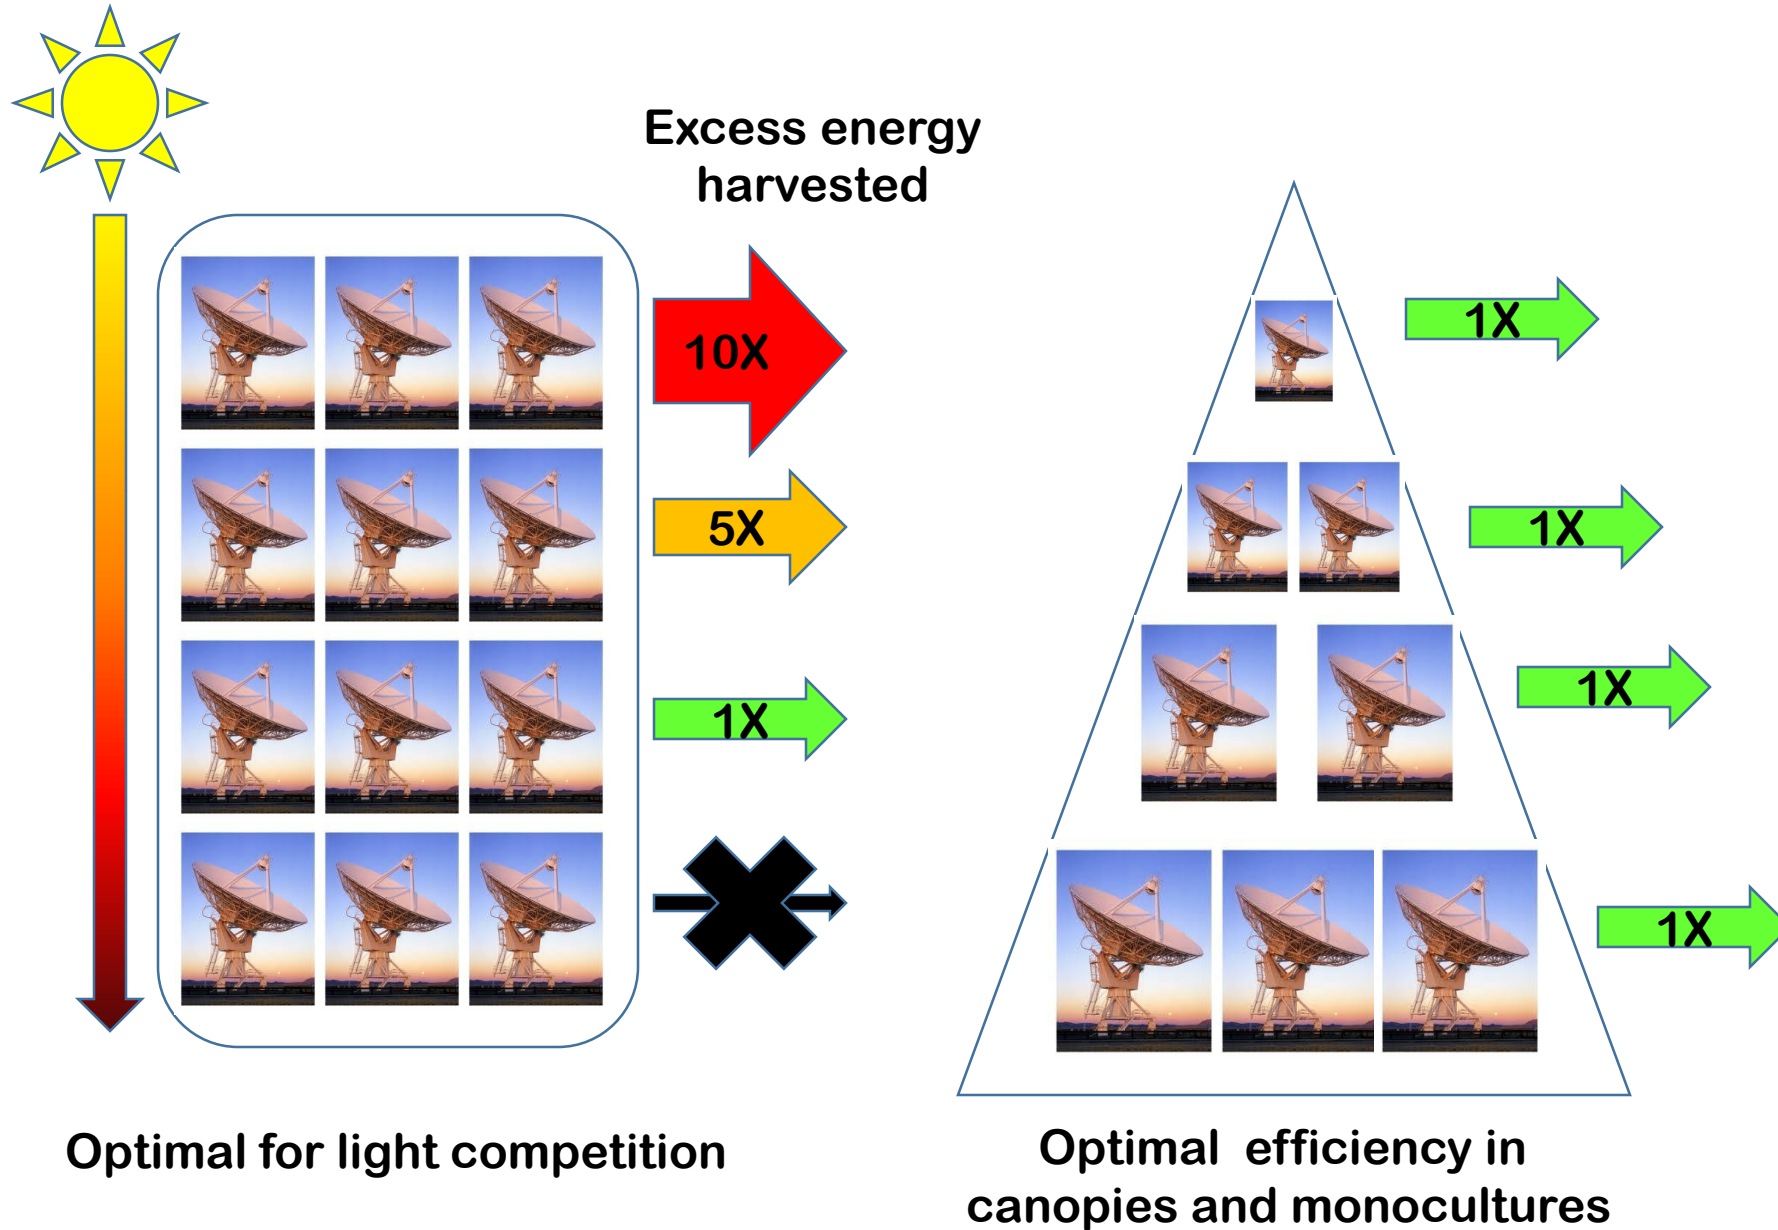 Excess energy
harvested
10X
5X
1X
1X
1X
1X
1X
Optimal for light competition
Optimal efficiency in
canopies and monocultures